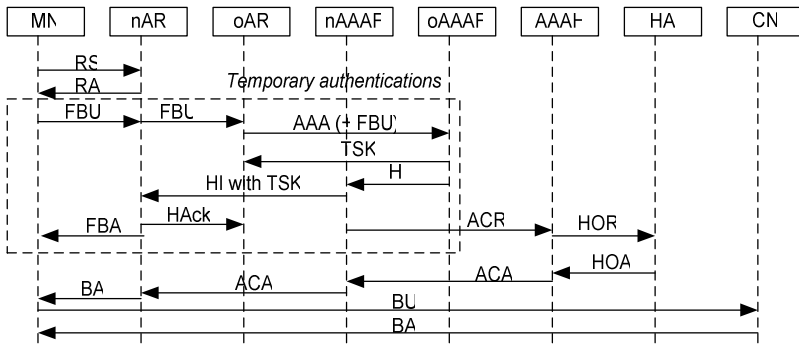 MN nAR oAR nAAAF oAAAF AAAH HA CN
RS
RA
Temporary authentications
FBU FBU
AAA (+ FBU)
TSK
HI
HI with TSK
HAck
FBA
ACR
HOR
HOA
ACA
ACA
BA
BU
BA